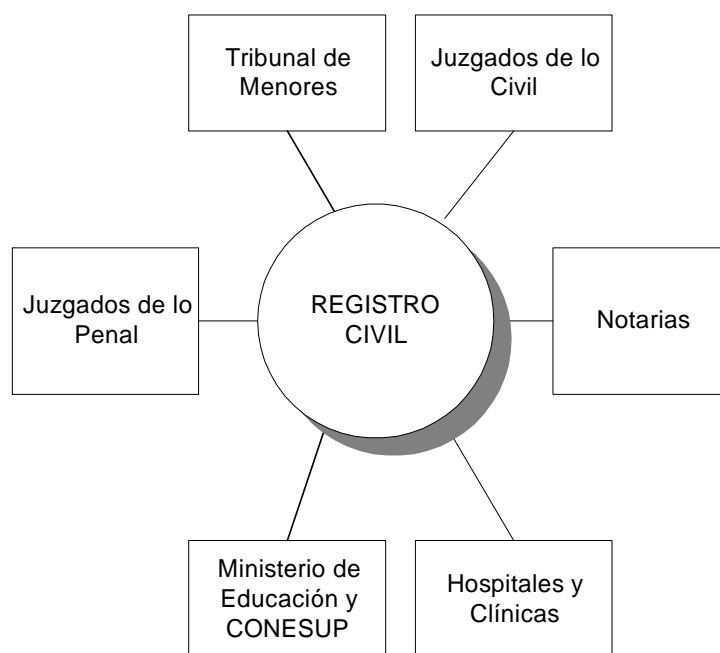 Tribunal de
Menores
Juzgados de lo
Civil
Juzgados de lo
Penal
REGISTRO
CIVIL
Notarias
Ministerio de
Educación y
CONESUP
Hospitales y
Clínicas